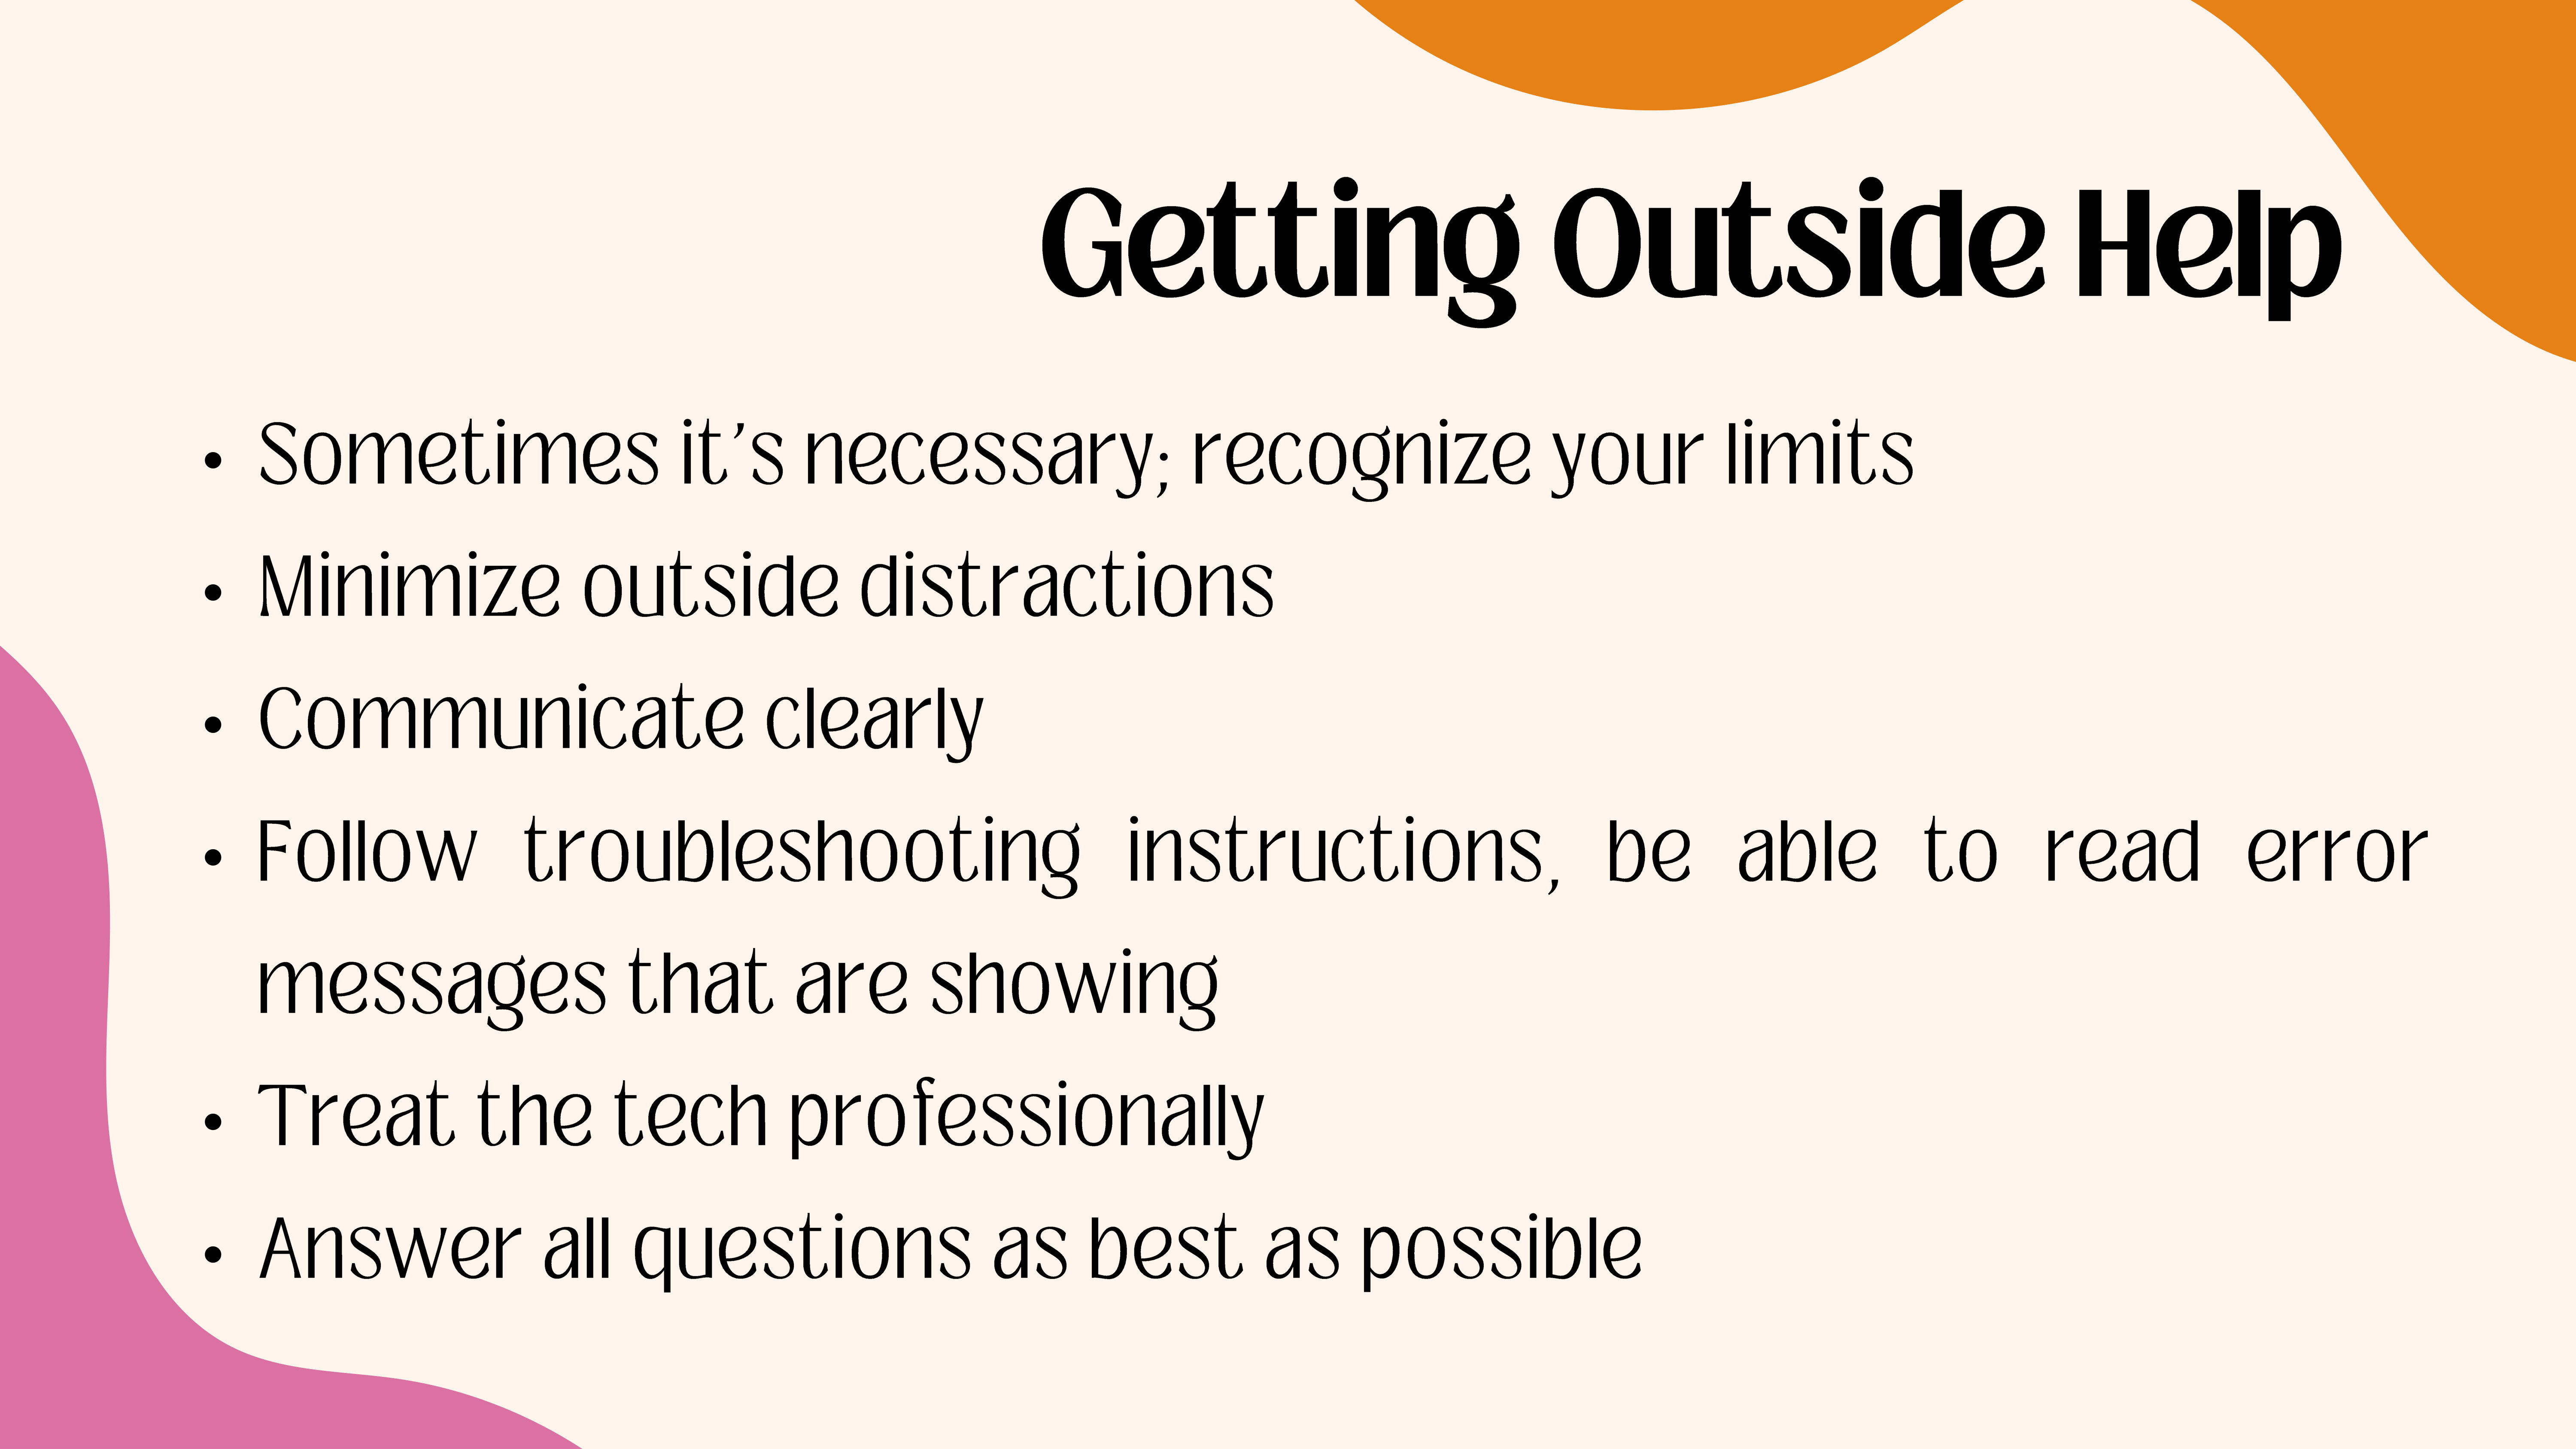 Getting Outside Help
• Sometimes it’s necessary; recognize your limits
• Minimize outside distractions
• Communicate clearly
• Follow troubleshooting instructions, be able to read error
messages that are showing
• Treat the tech professionally
• Answer all questions as best as possible